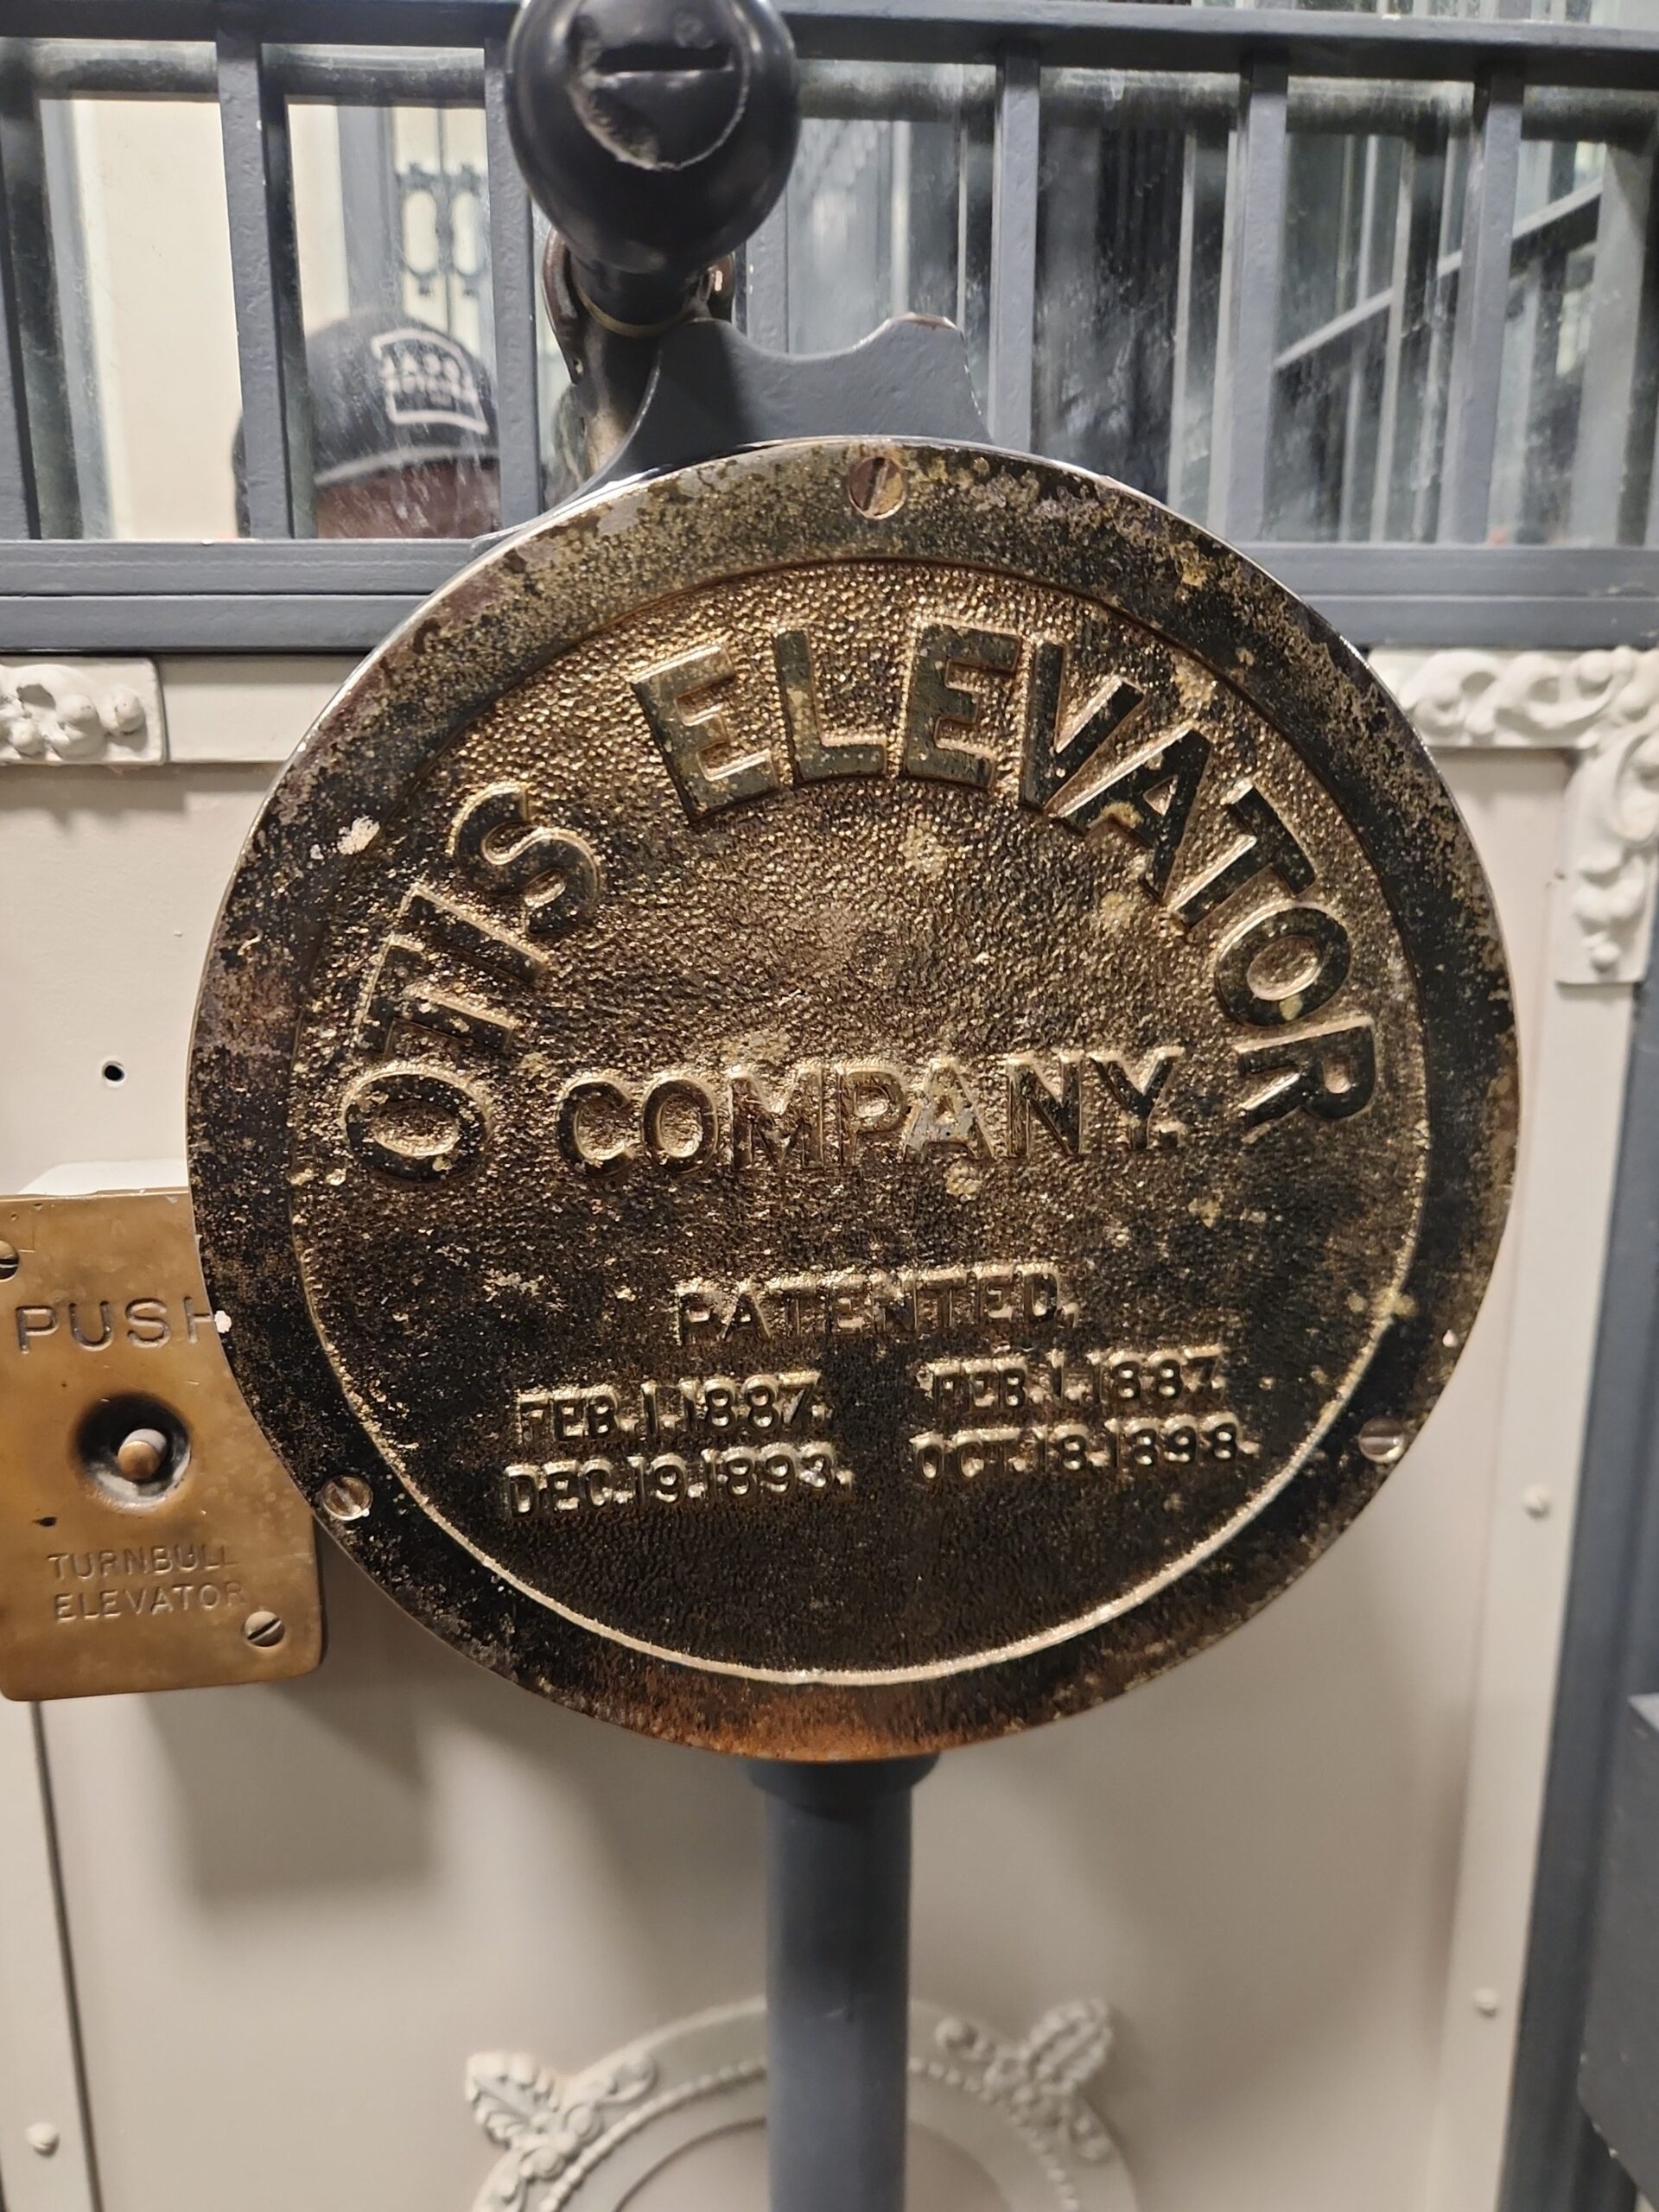 OTIS ELEVATOR
COMPANY.
PATENTED,
FEB.1.1887. FEB.1.1887.
DEC.19.1893. OCT.18.1898.
PUSH
TURNBULL
ELEVATOR